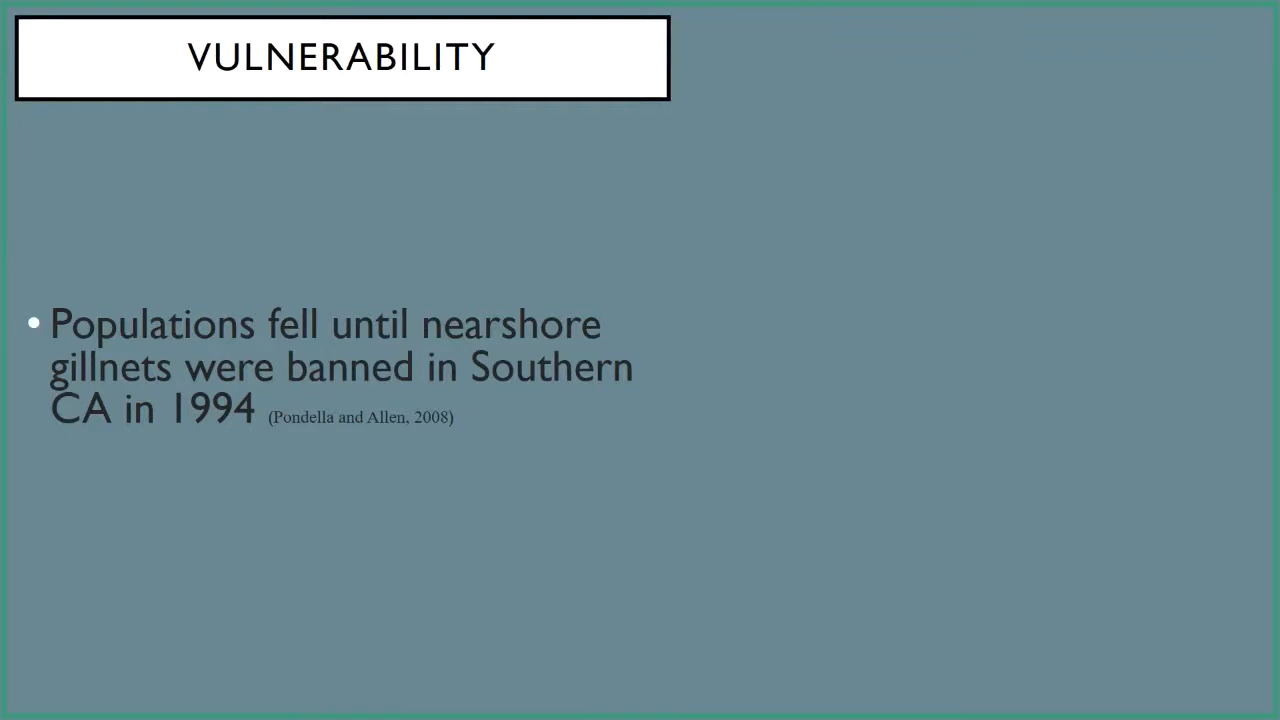 VULNERABILITY
• Populations fell until nearshore
gillnets were banned in Southern
CA in 1994 (Pondella and Allen, 2008)